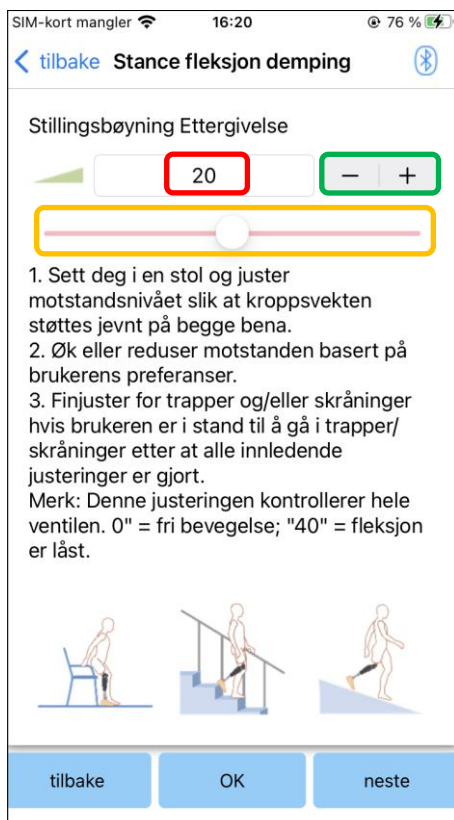 SIM-kort mangler 16:20 76 %
tilbake Stance fleksjon demping
Stillingsbøyning Ettergivelse
20 − +
1. Sett deg i en stol og juster
motstandsnivået slik at kroppsvekten
støttes jevnt på begge bena.
2. Øk eller reduser motstanden basert på
brukerens preferanser.
3. Finjuster for trapper og/eller skråninger
hvis brukeren er i stand til å gå i trapper/
skråninger etter at alle innledende
justeringer er gjort.
Merk: Denne justeringen kontrollerer hele
ventilen. 0" = fri bevegelse; "40" = fleksjon
er låst.
tilbake OK neste